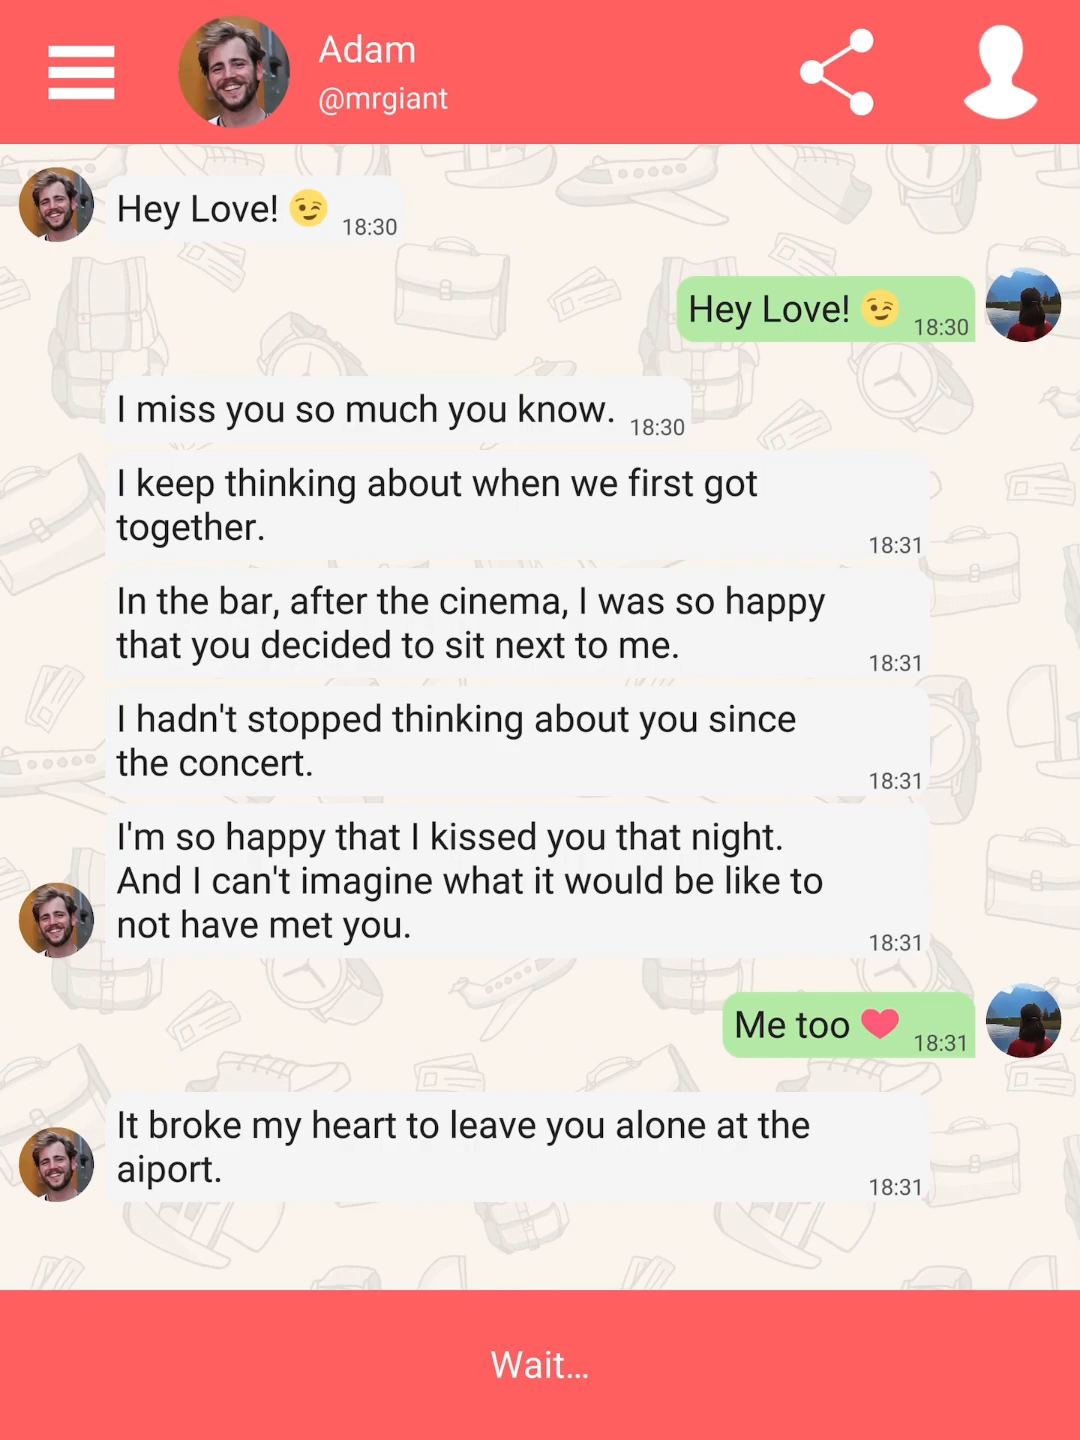 Adam
@mrgiant
Hey Love! 😉 18:30
Hey Love! 😉 18:30
I miss you so much you know. 18:30
I keep thinking about when we first got
together.
18:31
In the bar, after the cinema, I was so happy
that you decided to sit next to me.
18:31
I hadn't stopped thinking about you since
the concert.
18:31
I'm so happy that I kissed you that night.
And I can't imagine what it would be like to
not have met you.
18:31
Me too ❤ 18:31
It broke my heart to leave you alone at the
aiport.
18:31
Wait...